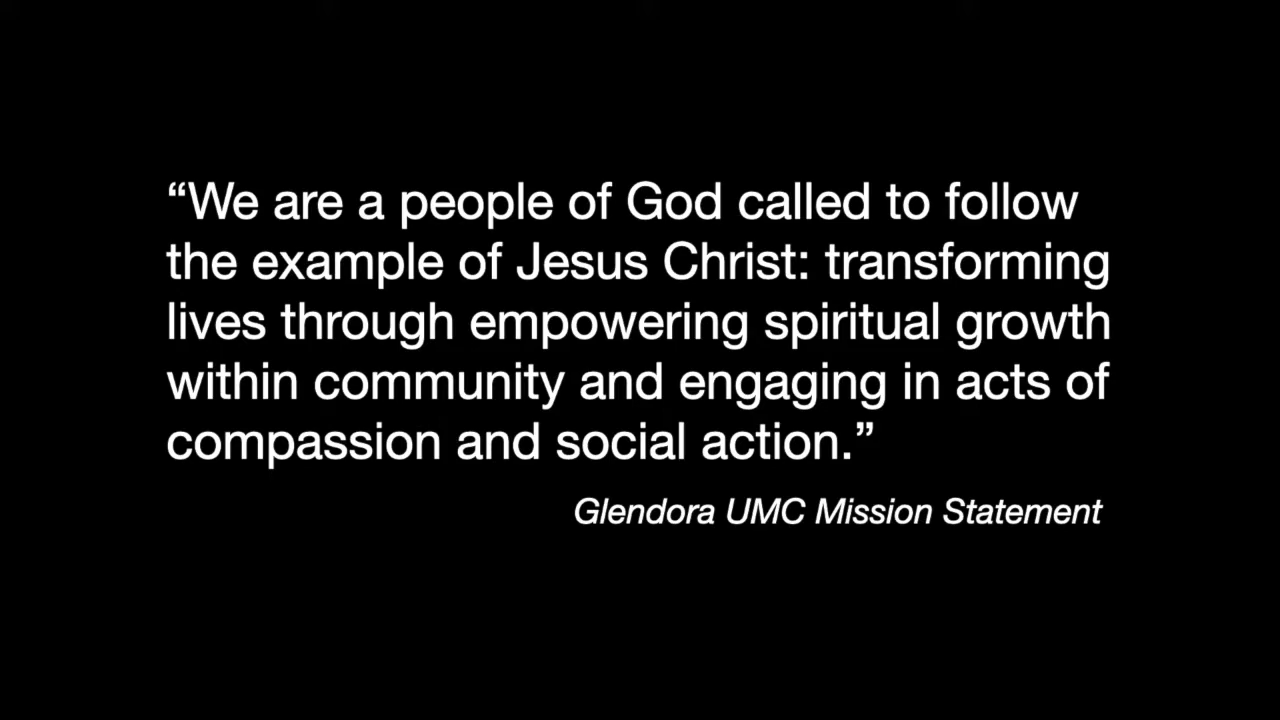 “We are a people of God called to follow
the example of Jesus Christ: transforming
lives through empowering spiritual growth
within community and engaging in acts of
compassion and social action.”
Glendora UMC Mission Statement